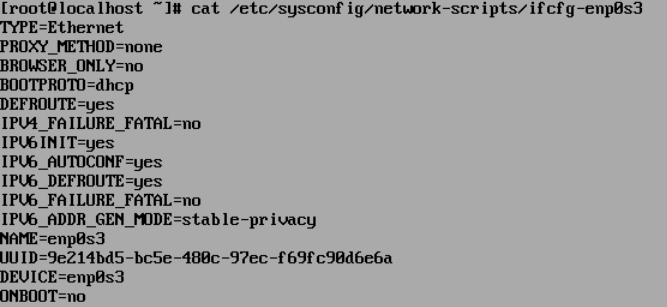 [root@localhost ~]# cat /etc/sysconfig/network-scripts/ifcfg-enp0s3
TYPE=Ethernet
PROXY_METHOD=none
BROWSER_ONLY=no
BOOTPROTO=dhcp
DEFROUTE=yes
IPV4_FAILURE_FATAL=no
IPV6INIT=yes
IPV6_AUTOCONF=yes
IPV6_DEFROUTE=yes
IPV6_FAILURE_FATAL=no
IPV6_ADDR_GEN_MODE=stable-privacy
NAME=enp0s3
UUID=9e214bd5-bc5e-480c-97ec-f69fc90d6e6a
DEVICE=enp0s3
ONBOOT=no